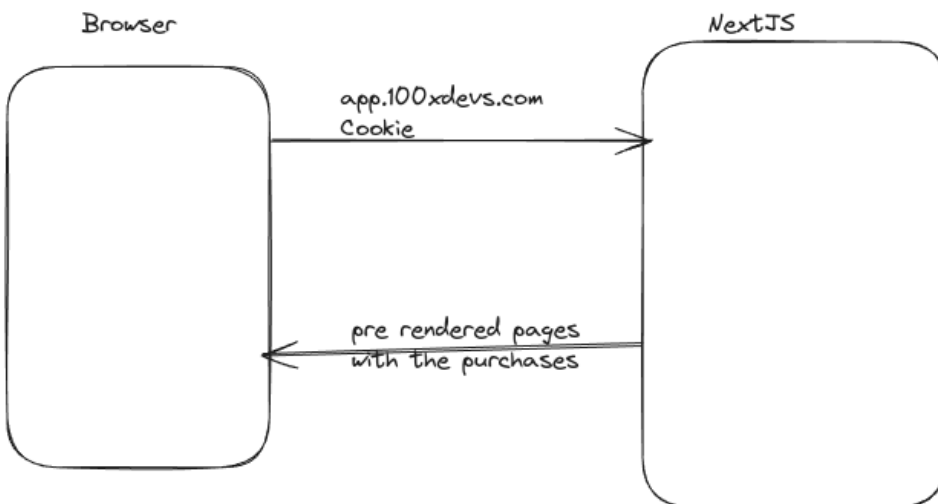 Browser
NextJS
app.100xdevs.com
Cookie
pre rendered pages
with the purchases